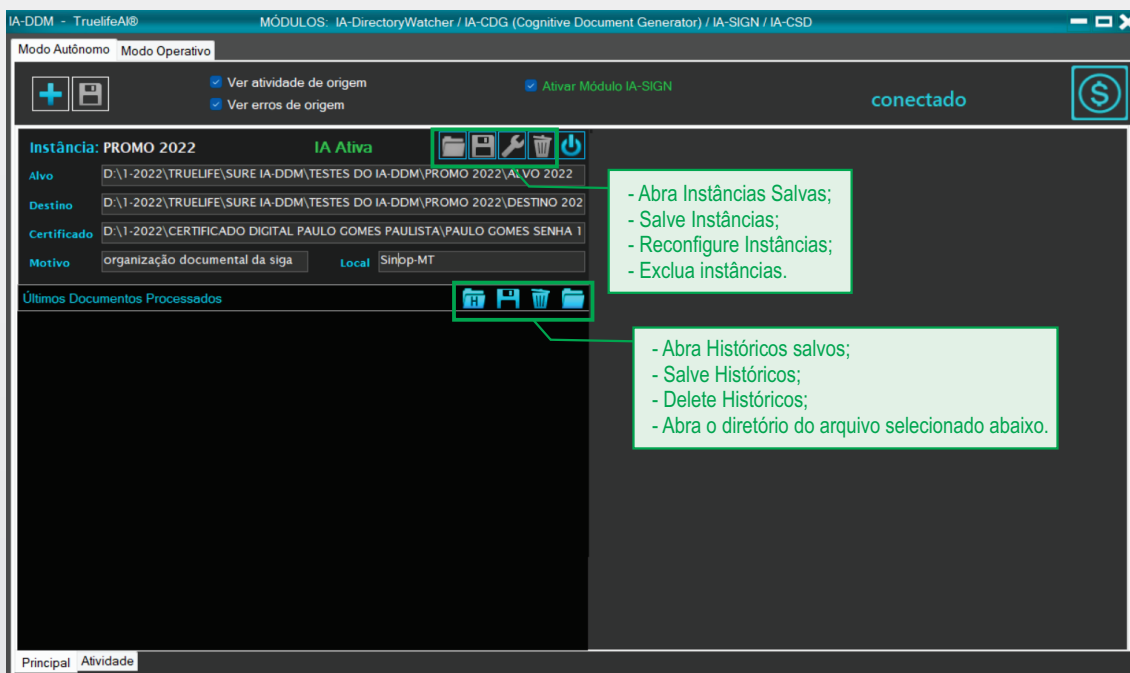 IA-DDM - TruelifeAI® MÓDULOS: IA-DirectoryWatcher / IA-CDG (Cognitive Document Generator) / IA-SIGN / IA-CSD
Modo Autônomo Modo Operativo
Ver atividade de origem
Ativar Módulo IA-SIGN
Ver erros de origem
conectado
Instância: PROMO 2022 IA Ativa
Alvo D:\1-2022\TRUELIFE\SURE IA-DDM\TESTES DO IA-DDM\PROMO 2022\ALVO 2022
Destino D:\1-2022\TRUELIFE\SURE IA-DDM\TESTES DO IA-DDM\PROMO 2022\DESTINO 202
Certificado D:\1-2022\CERTIFICADO DIGITAL PAULO GOMES PAULISTA\PAULO GOMES SENHA 1
Motivo organização documental da siga Local Sinop-MT
- Abra Instâncias Salvas;
- Salve Instâncias;
- Reconfigure Instâncias;
- Exclua instâncias.
Últimos Documentos Processados
H
- Abra Históricos salvos;
- Salve Históricos;
- Delete Históricos;
- Abra o diretório do arquivo selecionado abaixo.
Principal Atividade